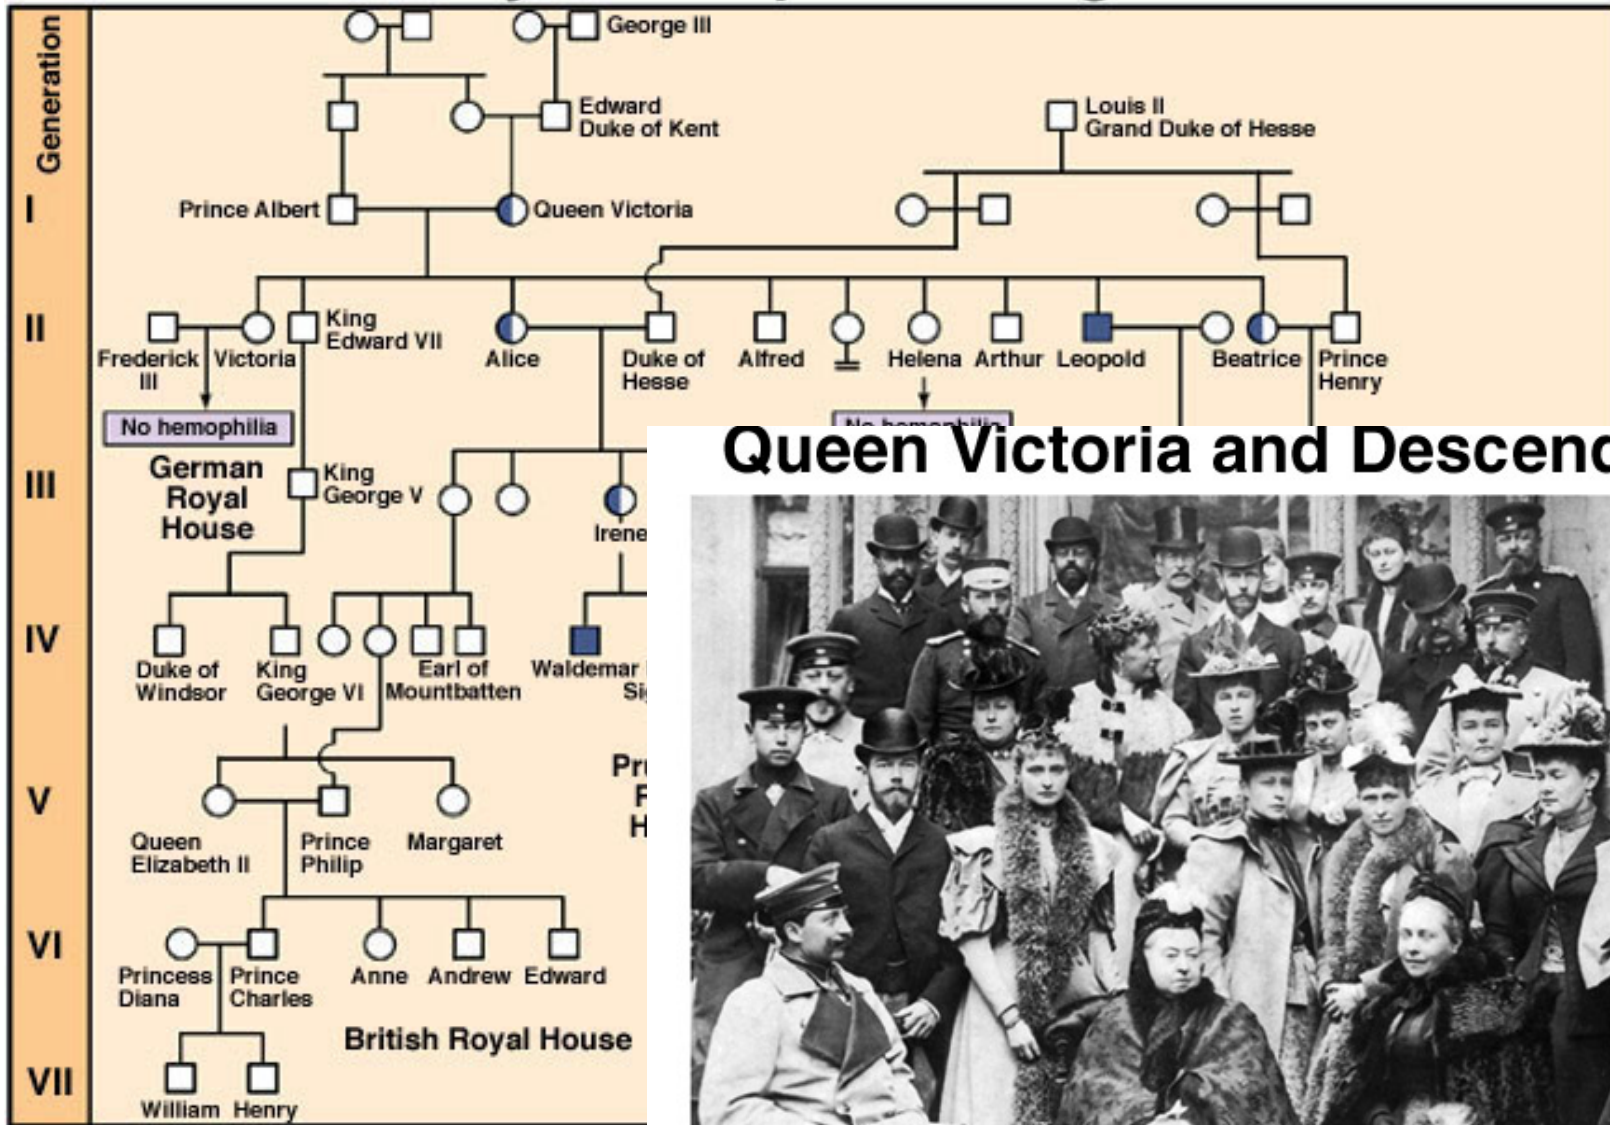 Generation
George III
Edward
Duke of Kent
Louis II
Grand Duke of Hesse
I
Prince Albert
Queen Victoria
II
Frederick
III
Victoria
King
Edward VII
Alice
Duke of
Hesse
Alfred
Helena
Arthur
Leopold
Beatrice
Prince
Henry
No hemophilia
No hemophilia
German
Royal
House
III
King
George V
Irene
Queen Victoria and Descend
IV
Duke of
Windsor
King
George VI
Earl of
Mountbatten
Waldemar
V
Queen
Elizabeth II
Prince
Philip
Margaret
VI
Princess
Diana
Prince
Charles
Anne
Andrew
Edward
British Royal House
VII
William
Henry